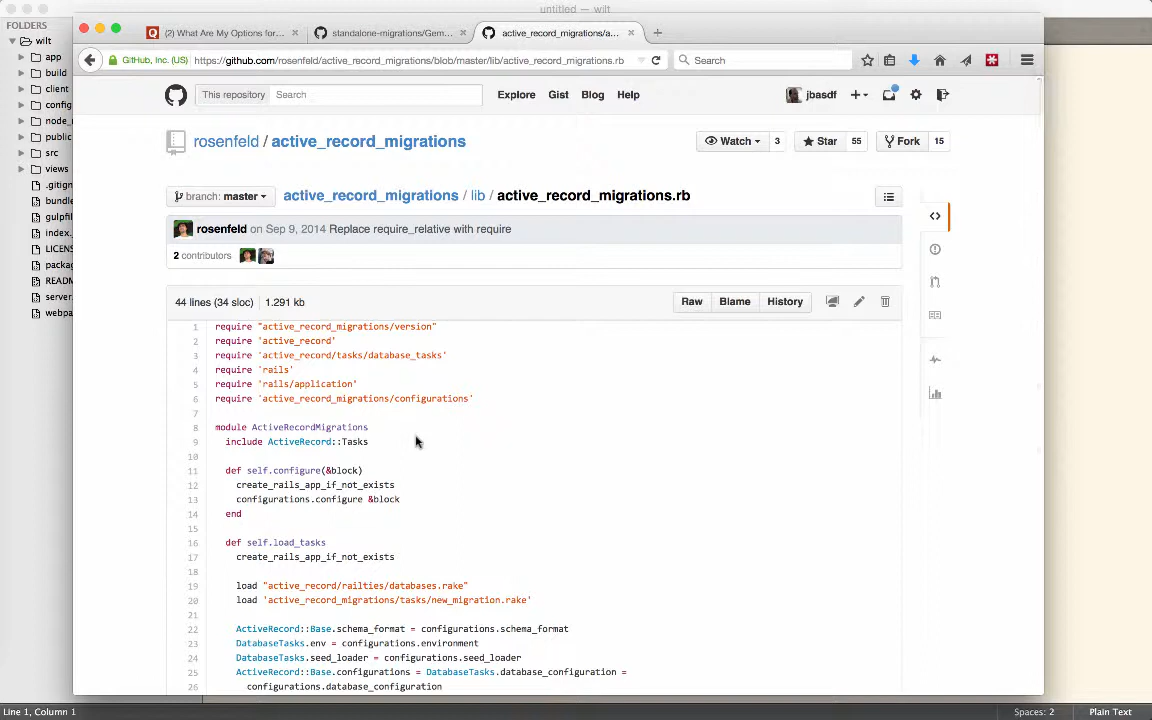 untitled — wilt
FOLDERS
wilt
app
build
client
config
node_
public
src
views
.gitign
bundle
gulpfil
index.
LICEN
packag
READM
server.
webpa
(2) What Are My Options for...
standalone-migrations/Gem...
active_record_migrations/a...
GitHub, Inc. (US)
https://github.com/rosenfeld/active_record_migrations/blob/master/lib/active_record_migrations.rb
Search
This repository
Search
Explore
Gist
Blog
Help
jbasdf
rosenfeld / active_record_migrations
Watch
3
Star
55
Fork
15
branch: master
active_record_migrations / lib / active_record_migrations.rb
rosenfeld on Sep 9, 2014 Replace require_relative with require
2 contributors
44 lines (34 sloc)
1.291 kb
Raw
Blame
History
1 require "active_record_migrations/version"
2 require 'active_record'
3 require 'active_record/tasks/database_tasks'
4 require 'rails'
5 require 'rails/application'
6 require 'active_record_migrations/configurations'
7
8 module ActiveRecordMigrations
9 include ActiveRecord::Tasks
10
11 def self.configure(&block)
12 create_rails_app_if_not_exists
13 configurations.configure &block
14 end
15
16 def self.load_tasks
17 create_rails_app_if_not_exists
18
19 load "active_record/railties/databases.rake"
20 load 'active_record_migrations/tasks/new_migration.rake'
21
22 ActiveRecord::Base.schema_format = configurations.schema_format
23 DatabaseTasks.env = configurations.environment
24 DatabaseTasks.seed_loader = configurations.seed_loader
25 ActiveRecord::Base.configurations = DatabaseTasks.database_configuration =
26 configurations.database_configuration
Line 1, Column 1
Spaces: 2
Plain Text